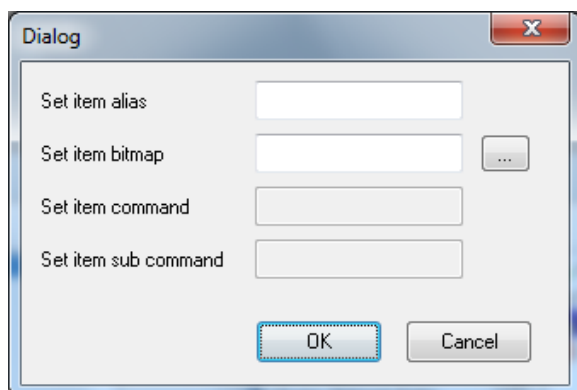 Dialog
Set item alias
Set item bitmap
...
Set item command
Set item sub command
OK
Cancel